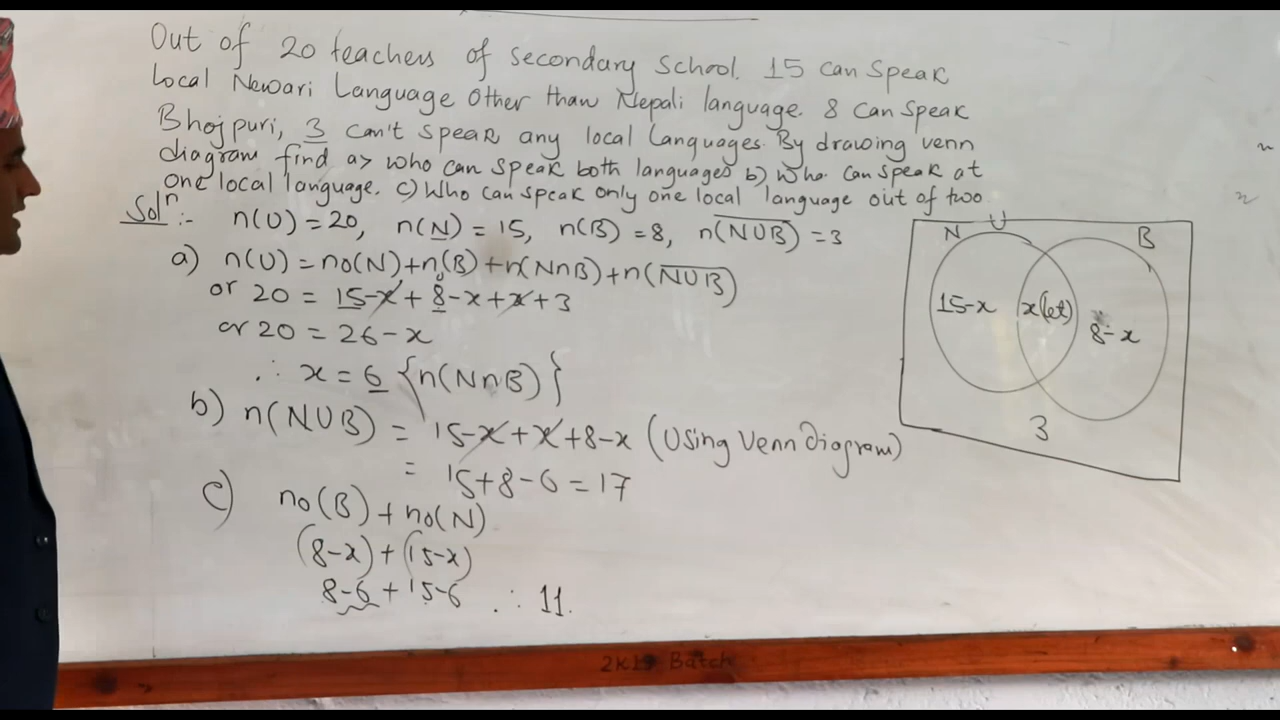 Out of 20 teachers of secondary School. 15 can speak
local Newari Language Other than Nepali language. 8 can speak
Bhojpuri, 3 can't speak any local languages. By drawing venn
diagram find a> who can speak both languages b) who can speak at
one local language. c) Who can speak only one local language out of two
Solⁿ:- n(U) = 20, n(N) = 15, n(B) = 8, n(\overline{N∪B}) = 3
a) n(U) = no(N) + no(B) + n(N∩B) + n(\overline{N∪B})
or 20 = 15-x + 8-x + x + 3
or 20 = 26 - x
∴ x = 6 {n(N∩B)}
b) n(N∪B) = 15-x + x + 8-x (Using Venn Diagram)
= 15+8-6 = 17
c) no(B) + no(N)
(8-x) + (15-x)
8-6 + 15-6 ∴ 11.
N U B
15-x x(let) 8-x
3
2K19 Batch